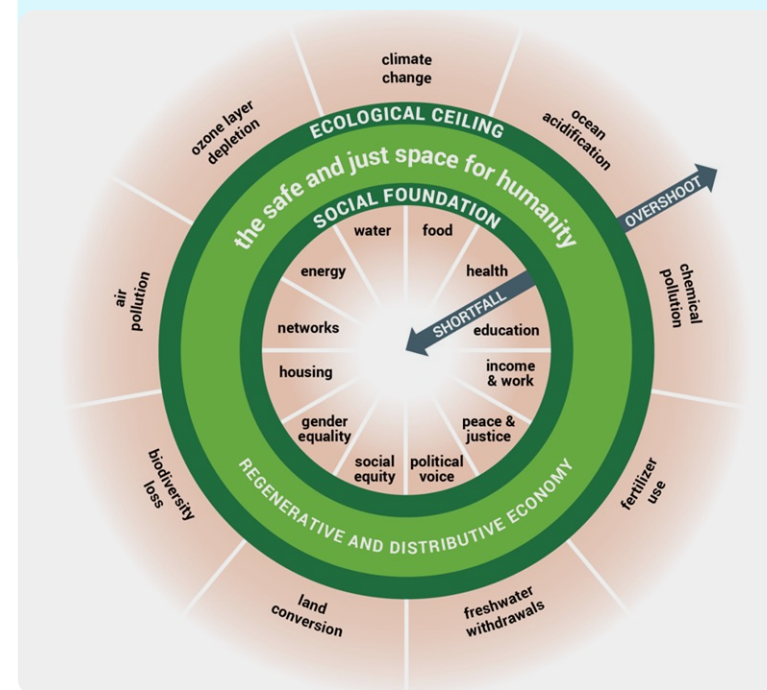 climate
change
ozone layer
depletion
ocean
acidification
ECOLOGICAL CEILING
the safe and just space for humanity
SOCIAL FOUNDATION
OVERSHOOT
water
food
energy
health
air
pollution
chemical
pollution
SHORTFALL
networks
education
housing
income
& work
gender
equality
peace &
justice
social
equity
political
voice
biodiversity
loss
fertilizer
use
REGENERATIVE AND DISTRIBUTIVE ECONOMY
land
conversion
freshwater
withdrawals